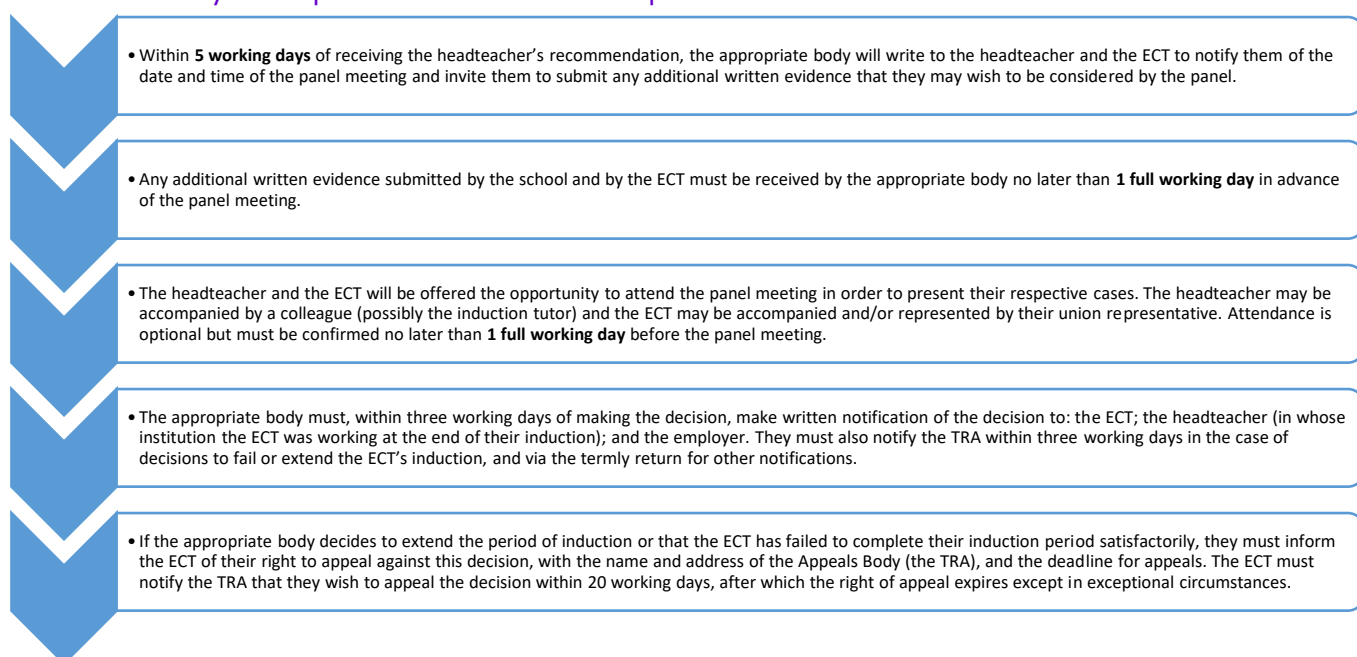 • Within 5 working days of receiving the headteacher’s recommendation, the appropriate body will write to the headteacher and the ECT to notify them of the
date and time of the panel meeting and invite them to submit any additional written evidence that they may wish to be considered by the panel.
• Any additional written evidence submitted by the school and by the ECT must be received by the appropriate body no later than 1 full working day in advance
of the panel meeting.
• The headteacher and the ECT will be offered the opportunity to attend the panel meeting in order to present their respective cases. The headteacher may be
accompanied by a colleague (possibly the induction tutor) and the ECT may be accompanied and/or represented by their union representative. Attendance is
optional but must be confirmed no later than 1 full working day before the panel meeting.
• The appropriate body must, within three working days of making the decision, make written notification of the decision to: the ECT; the headteacher (in whose
institution the ECT was working at the end of their induction); and the employer. They must also notify the TRA within three working days in the case of
decisions to fail or extend the ECT’s induction, and via the termly return for other notifications.
• If the appropriate body decides to extend the period of induction or that the ECT has failed to complete their induction period satisfactorily, they must inform
the ECT of their right to appeal against this decision, with the name and address of the Appeals Body (the TRA), and the deadline for appeals. The ECT must
notify the TRA that they wish to appeal the decision within 20 working days, after which the right of appeal expires except in exceptional circumstances.